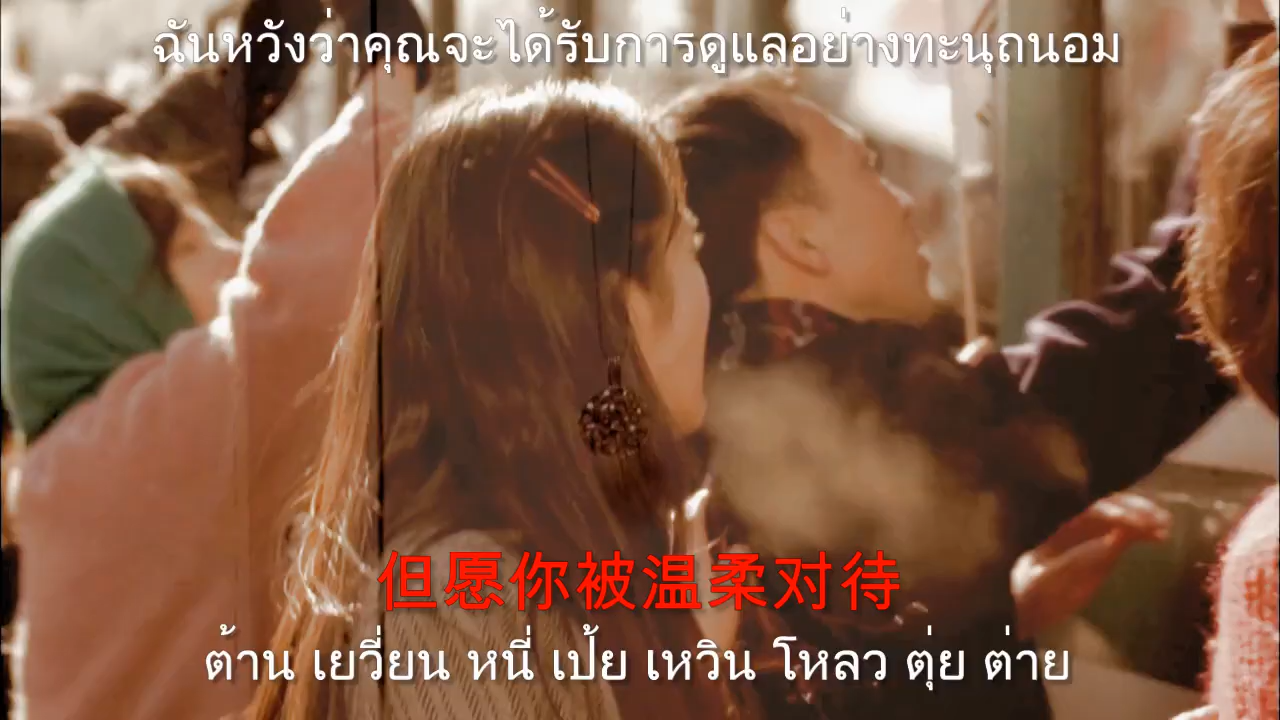 ฉันหวังว่าคุณจะได้รับการดูแลอย่างทะนุถนอม
但愿你被温柔对待
ต้าน เยวี่ยน หนี่ เป้ย เหวิน โหลว ตุ่ย ต่าย